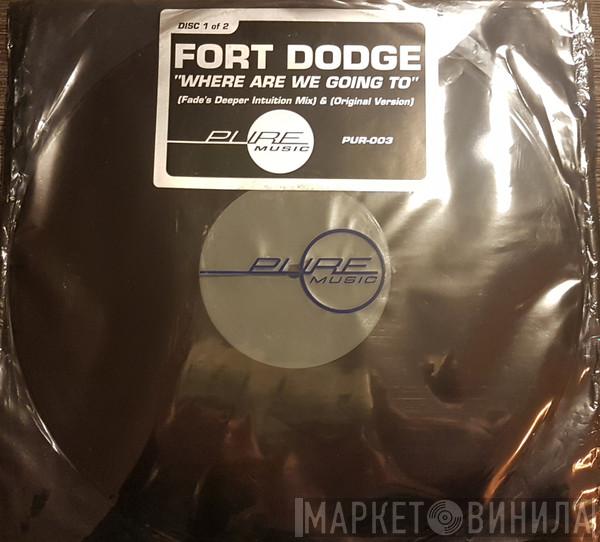 DISC 1 of 2
FORT DODGE
"WHERE ARE WE GOING TO"
(Fade's Deeper Intuition Mix) & (Original Version)
PURE
MUSIC
PUR-003
PURE
MUSIC
МАРКЕТ ВИНИЛА